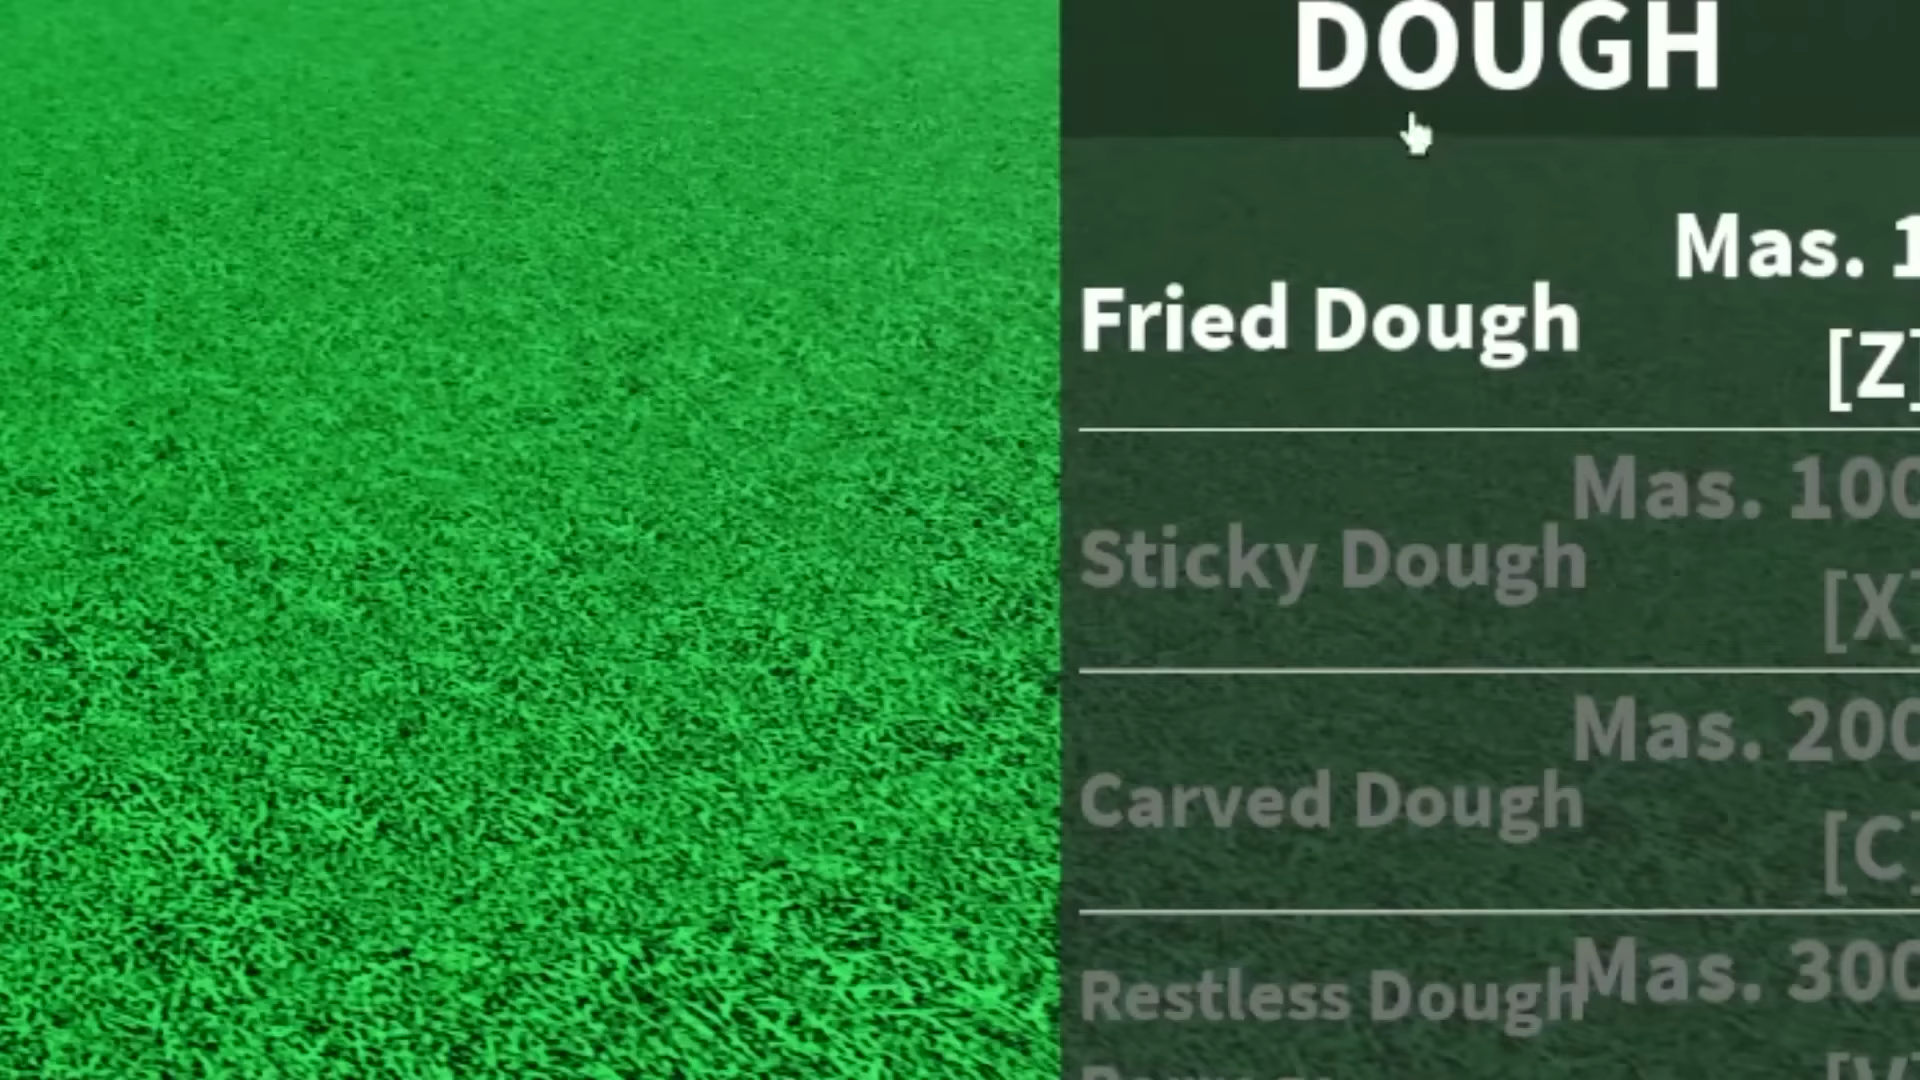 DOUGH
Mas. 1
Fried Dough
[Z]
Mas. 100
Sticky Dough
[X]
Mas. 200
Carved Dough
[C]
Mas. 300
Restless Dough
[V]